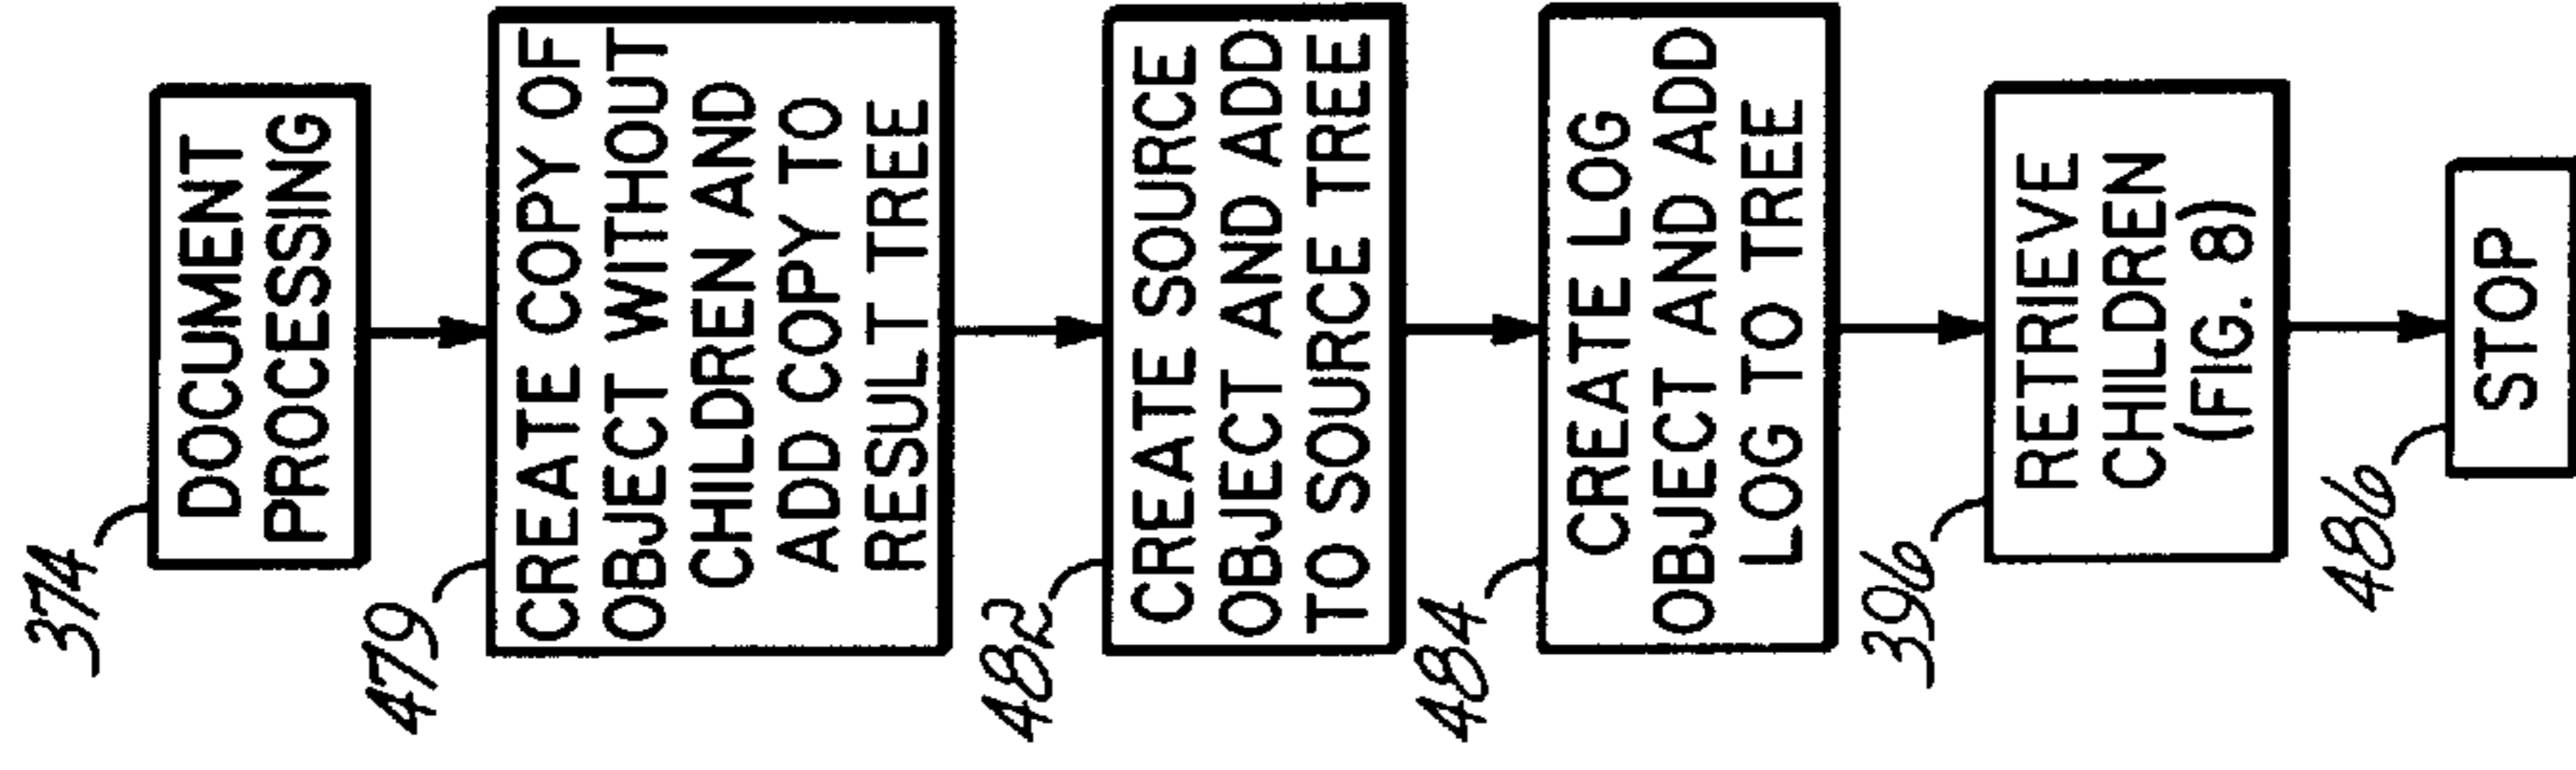 374
DOCUMENT
PROCESSING
479
CREATE COPY OF
OBJECT WITHOUT
CHILDREN AND
ADD COPY TO
RESULT TREE
482
CREATE SOURCE
OBJECT AND ADD
TO SOURCE TREE
484
CREATE LOG
OBJECT AND ADD
LOG TO TREE
396
RETRIEVE
CHILDREN
(FIG. 8)
486
STOP